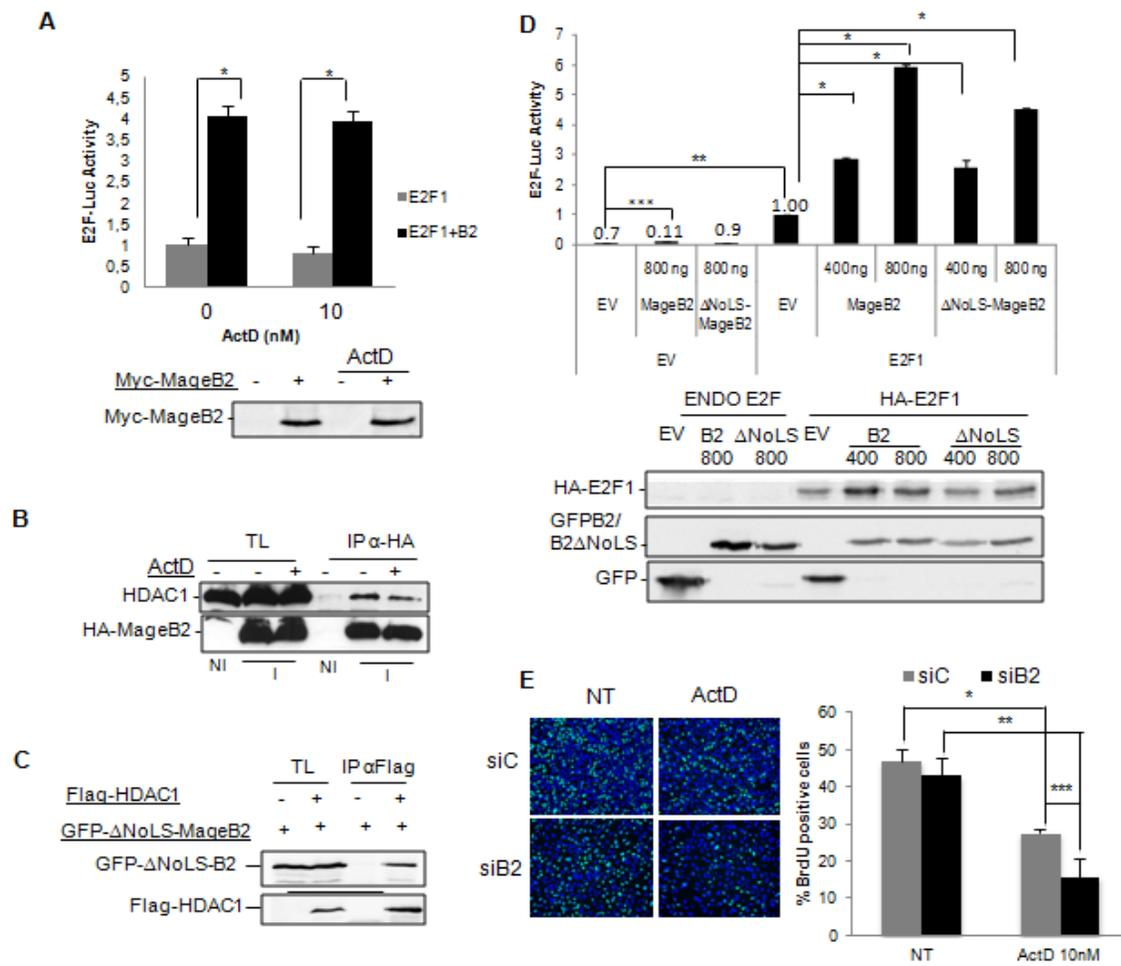 A
E2F-Luc Activity
5
4,5
4
3,5
3
2,5
2
1,5
1
0,5
0
* *
E2F1
E2F1+B2
0 10
ActD (nM)
ActD
Myc-MageB2 - + - +
Myc-MageB2
B
TL IP α-HA
ActD - - + - - +
HDAC1
HA-MageB2
NI I NI I
C
TL IP αFlag
Flag-HDAC1 - + - +
GFP-ΔNoLS-MageB2 + + + +
GFP-ΔNoLS-B2
Flag-HDAC1
D
E2F-Luc Activity
7
6
5
4
3
2
1
0
*
*
*
*
**
***
0.7 0.11 0.9 1.00
800 ng 800 ng 400ng 800ng 400 ng 800 ng
EV MageB2 ΔNoLS-MageB2 EV MageB2 ΔNoLS-MageB2
EV E2F1
ENDO E2F HA-E2F1
EV B2 ΔNoLS EV B2 ΔNoLS
800 800 400 800 400 800
HA-E2F1
GFPB2/
B2ΔNoLS
GFP
E
NT ActD
siC
siB2
siC siB2
% BrdU positive cells
60
50
40
30
20
10
0
*
**
***
NT ActD 10nM